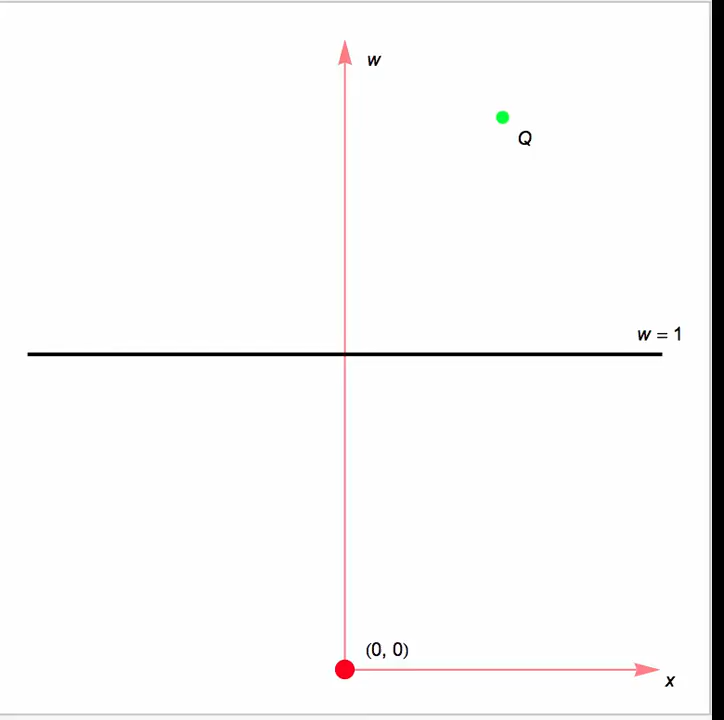 w
Q
w = 1
(0, 0)
x